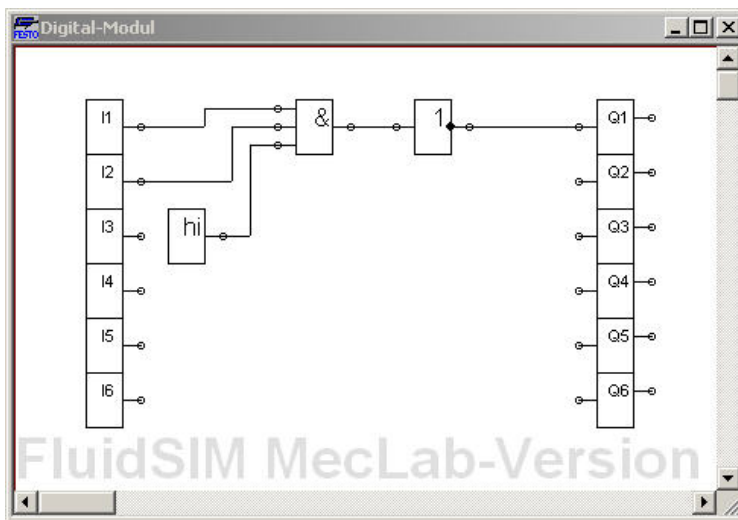 FESTO Digital-Modul
I1 & 1 Q1
I2 Q2
I3 hi Q3
I4 Q4
I5 Q5
I6 Q6
FluidSIM MecLab-Version